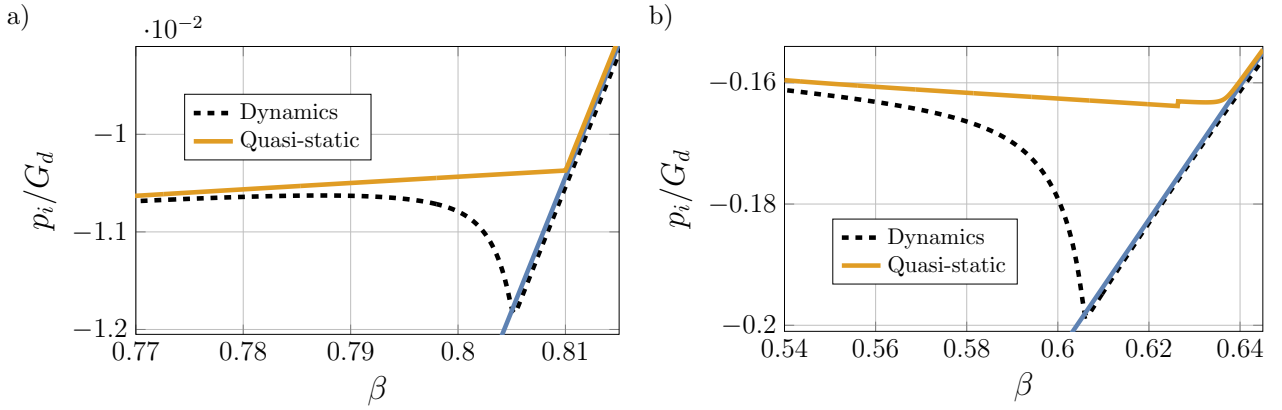 a)
·10⁻²
−1
−1.1
−1.2
p_i/G_d
Dynamics
Quasi-static
0.77 0.78 0.79 0.8 0.81
β
b)
−0.16
−0.18
−0.2
p_i/G_d
Dynamics
Quasi-static
0.54 0.56 0.58 0.6 0.62 0.64
β